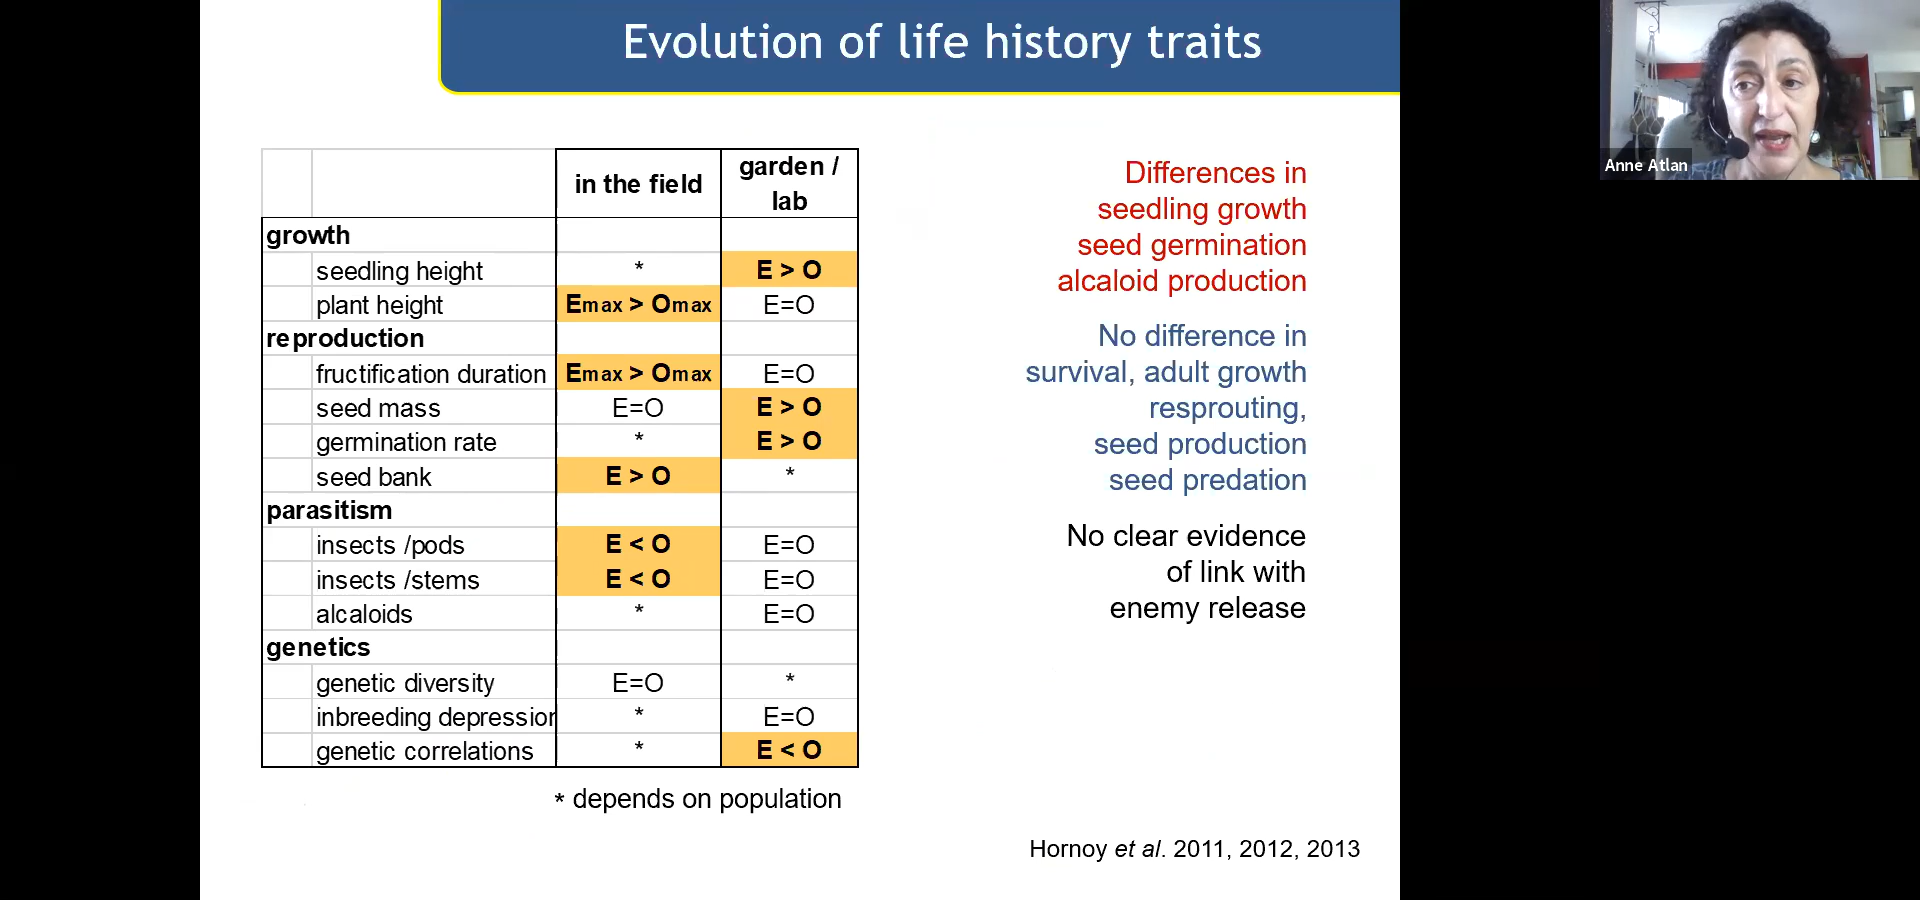 Evolution of life history traits
Anne Atlan
in the field
garden /
lab
growth
seedling height * E > O
plant height Emax > Omax E=O
reproduction
fructification duration Emax > Omax E=O
seed mass E=O E > O
germination rate * E > O
seed bank E > O *
parasitism
insects /pods E < O E=O
insects /stems E < O E=O
alcaloids * E=O
genetics
genetic diversity E=O *
inbreeding depression * E=O
genetic correlations * E < O
* depends on population
Differences in
seedling growth
seed germination
alcaloid production
No difference in
survival, adult growth
resprouting,
seed production
seed predation
No clear evidence
of link with
enemy release
Hornoy et al. 2011, 2012, 2013